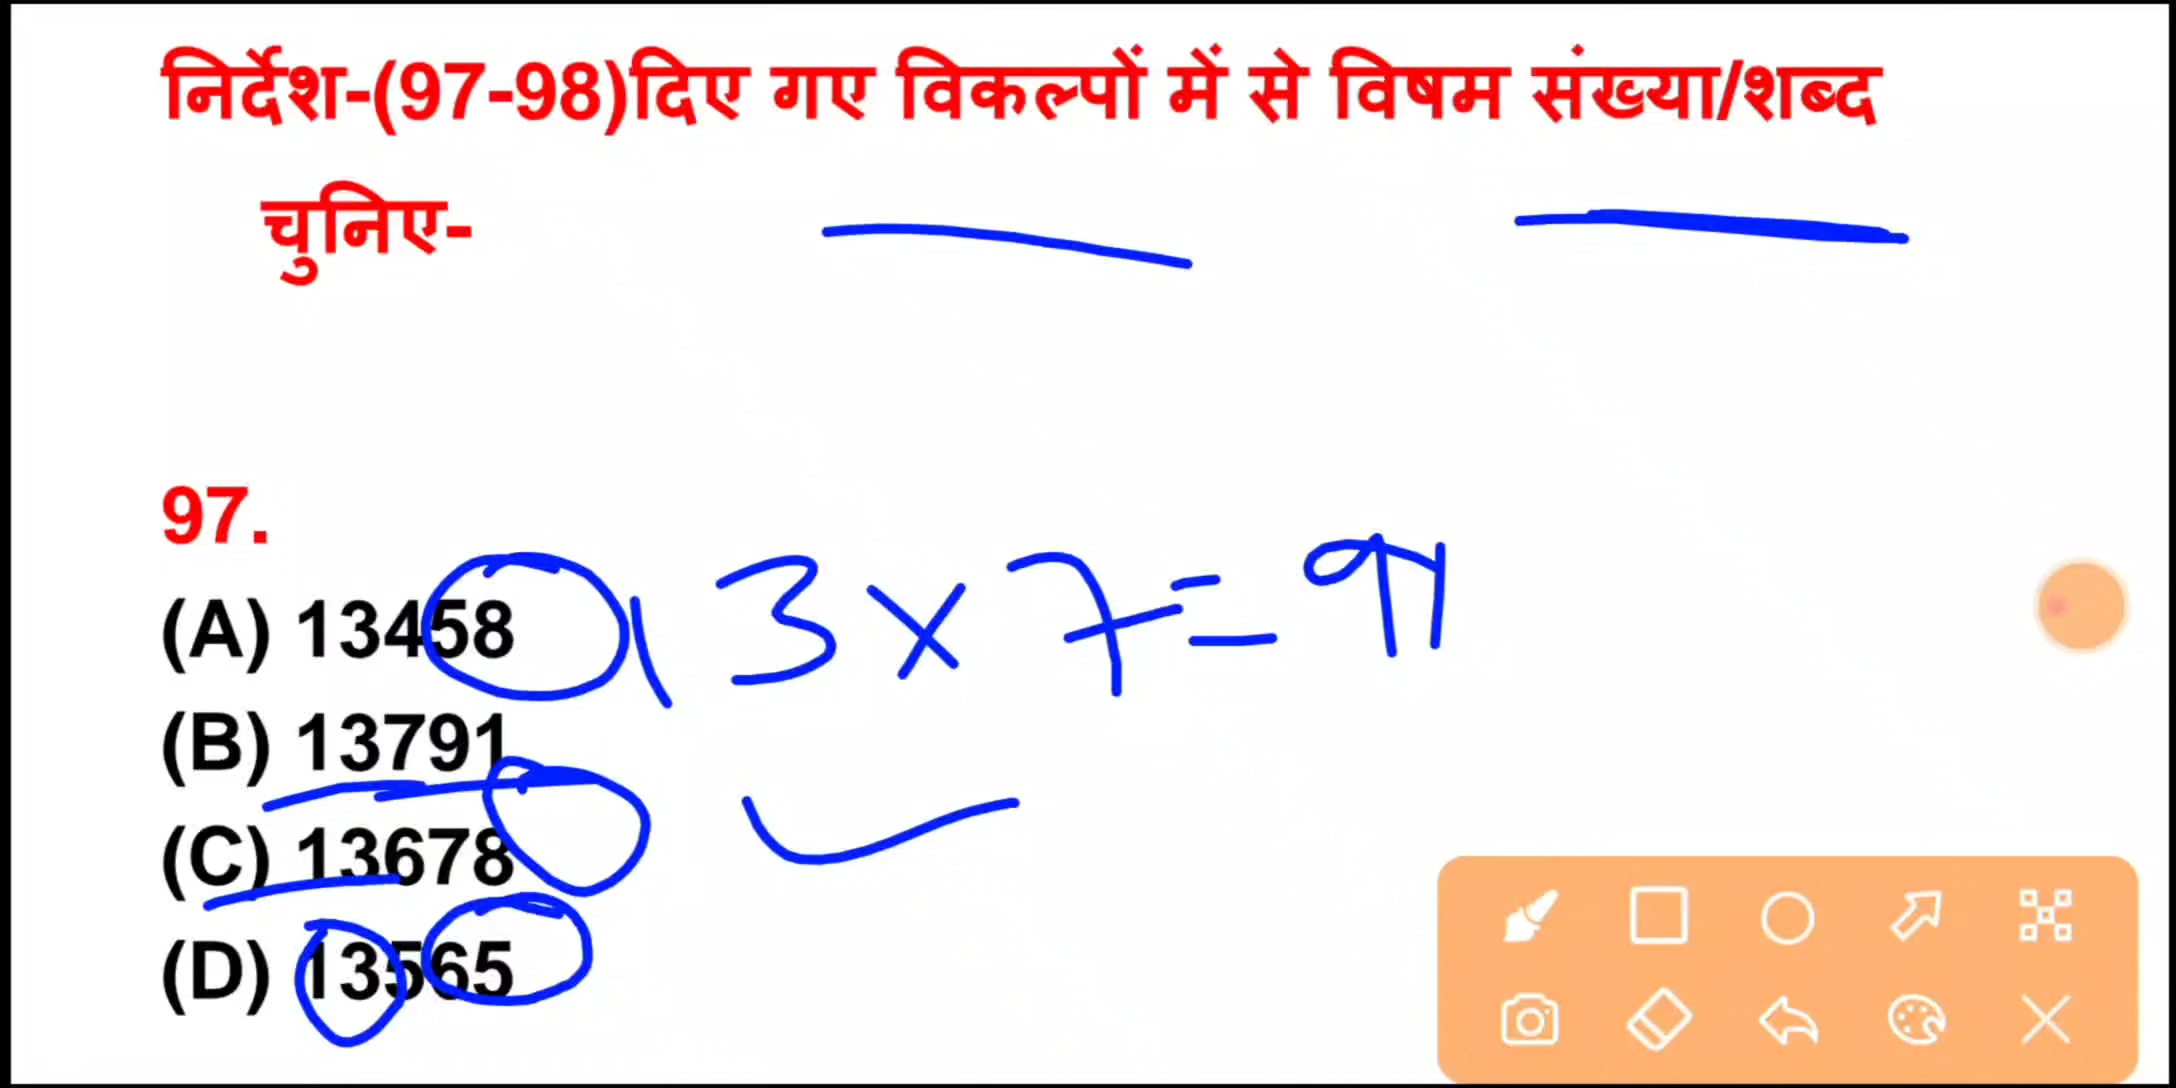 निर्देश-(97-98)दिए गए विकल्पों में से विषम संख्या/शब्द
चुनिए-
97.
(A) 13458
13 x 7 = 91
(B) 13791
(C) 13678
(D) 13565